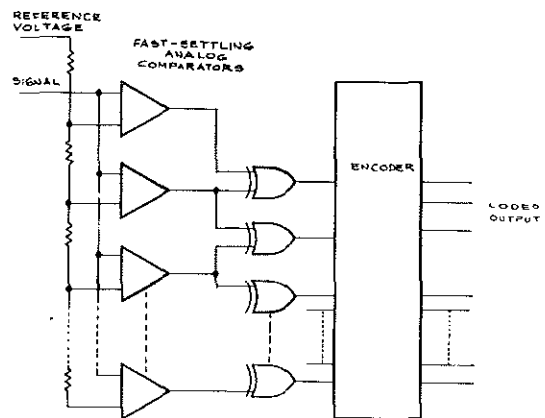 REFERENCE
VOLTAGE
FAST-SETTLING
ANALOG
COMPARATORS
SIGNAL
ENCODER
CODED
OUTPUT